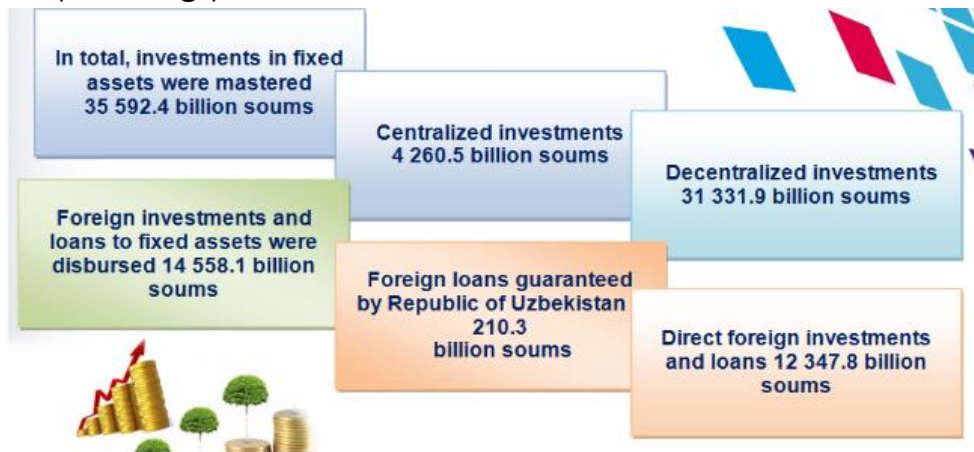 In total, investments in fixed
assets were mastered
35 592.4 billion soums
Centralized investments
4 260.5 billion soums
Decentralized investments
31 331.9 billion soums
Foreign investments and
loans to fixed assets were
disbursed 14 558.1 billion
soums
Foreign loans guaranteed
by Republic of Uzbekistan
210.3
billion soums
Direct foreign investments
and loans 12 347.8 billion
soums